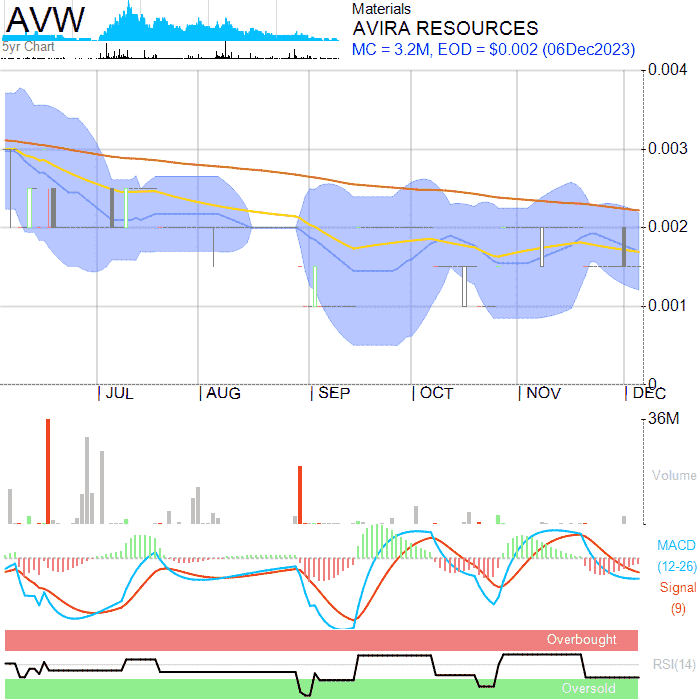 AVW
5yr Chart
Materials
AVIRA RESOURCES
MC = 3.2M, EOD = $0.002 (06Dec2023)
0.004
0.003
0.002
0.001
0
JUL
AUG
SEP
OCT
NOV
DEC
36M
Volume
MACD
(12-26)
Signal
(9)
Overbought
RSI(14)
Oversold